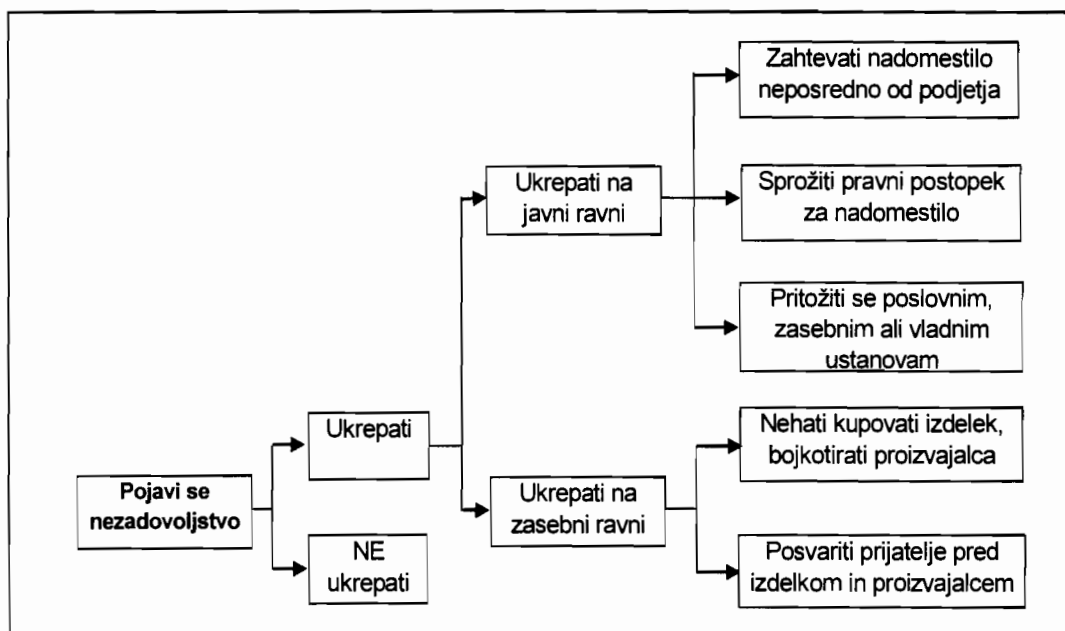 Zahtevati nadomestilo
neposredno od podjetja
Ukrepati na
javni ravni
Sprožiti pravni postopek
za nadomestilo
Pritožiti se poslovnim,
zasebnim ali vladnim
ustanovam
Ukrepati
Nehati kupovati izdelek,
bojkotirati proizvajalca
Pojavi se
nezadovoljstvo
Ukrepati na
zasebni ravni
NE
ukrepati
Posvariti prijatelje pred
izdelkom in proizvajalcem